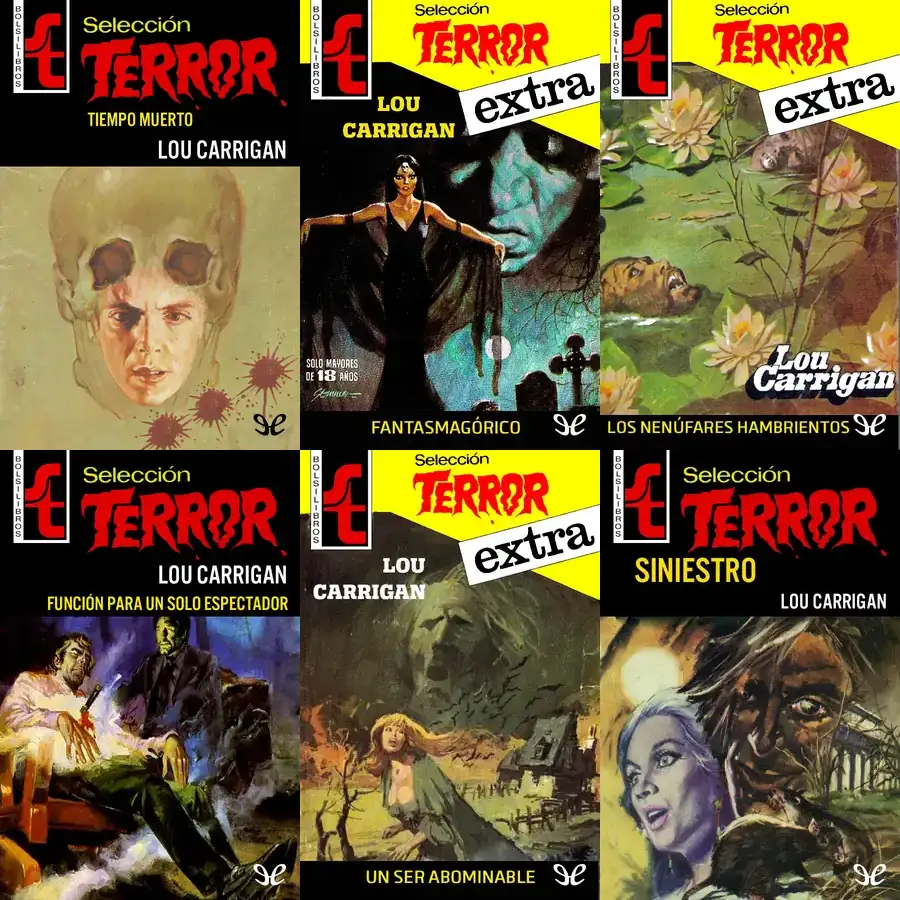 BOLSILIBROS
Selección
TERROR
TIEMPO MUERTO
LOU CARRIGAN
BOLSILIBROS
Selección
TERROR
extra
LOU
CARRIGAN
SOLO MAYORES
DE 18 AÑOS
FANTASMAGÓRICO
BOLSILIBROS
Selección
TERROR
extra
Lou
Carrigan
LOS NENÚFARES HAMBRIENTOS
BOLSILIBROS
Selección
TERROR
LOU CARRIGAN
FUNCIÓN PARA UN SOLO ESPECTADOR
BOLSILIBROS
Selección
TERROR
extra
LOU
CARRIGAN
UN SER ABOMINABLE
BOLSILIBROS
Selección
TERROR
SINIESTRO
LOU CARRIGAN